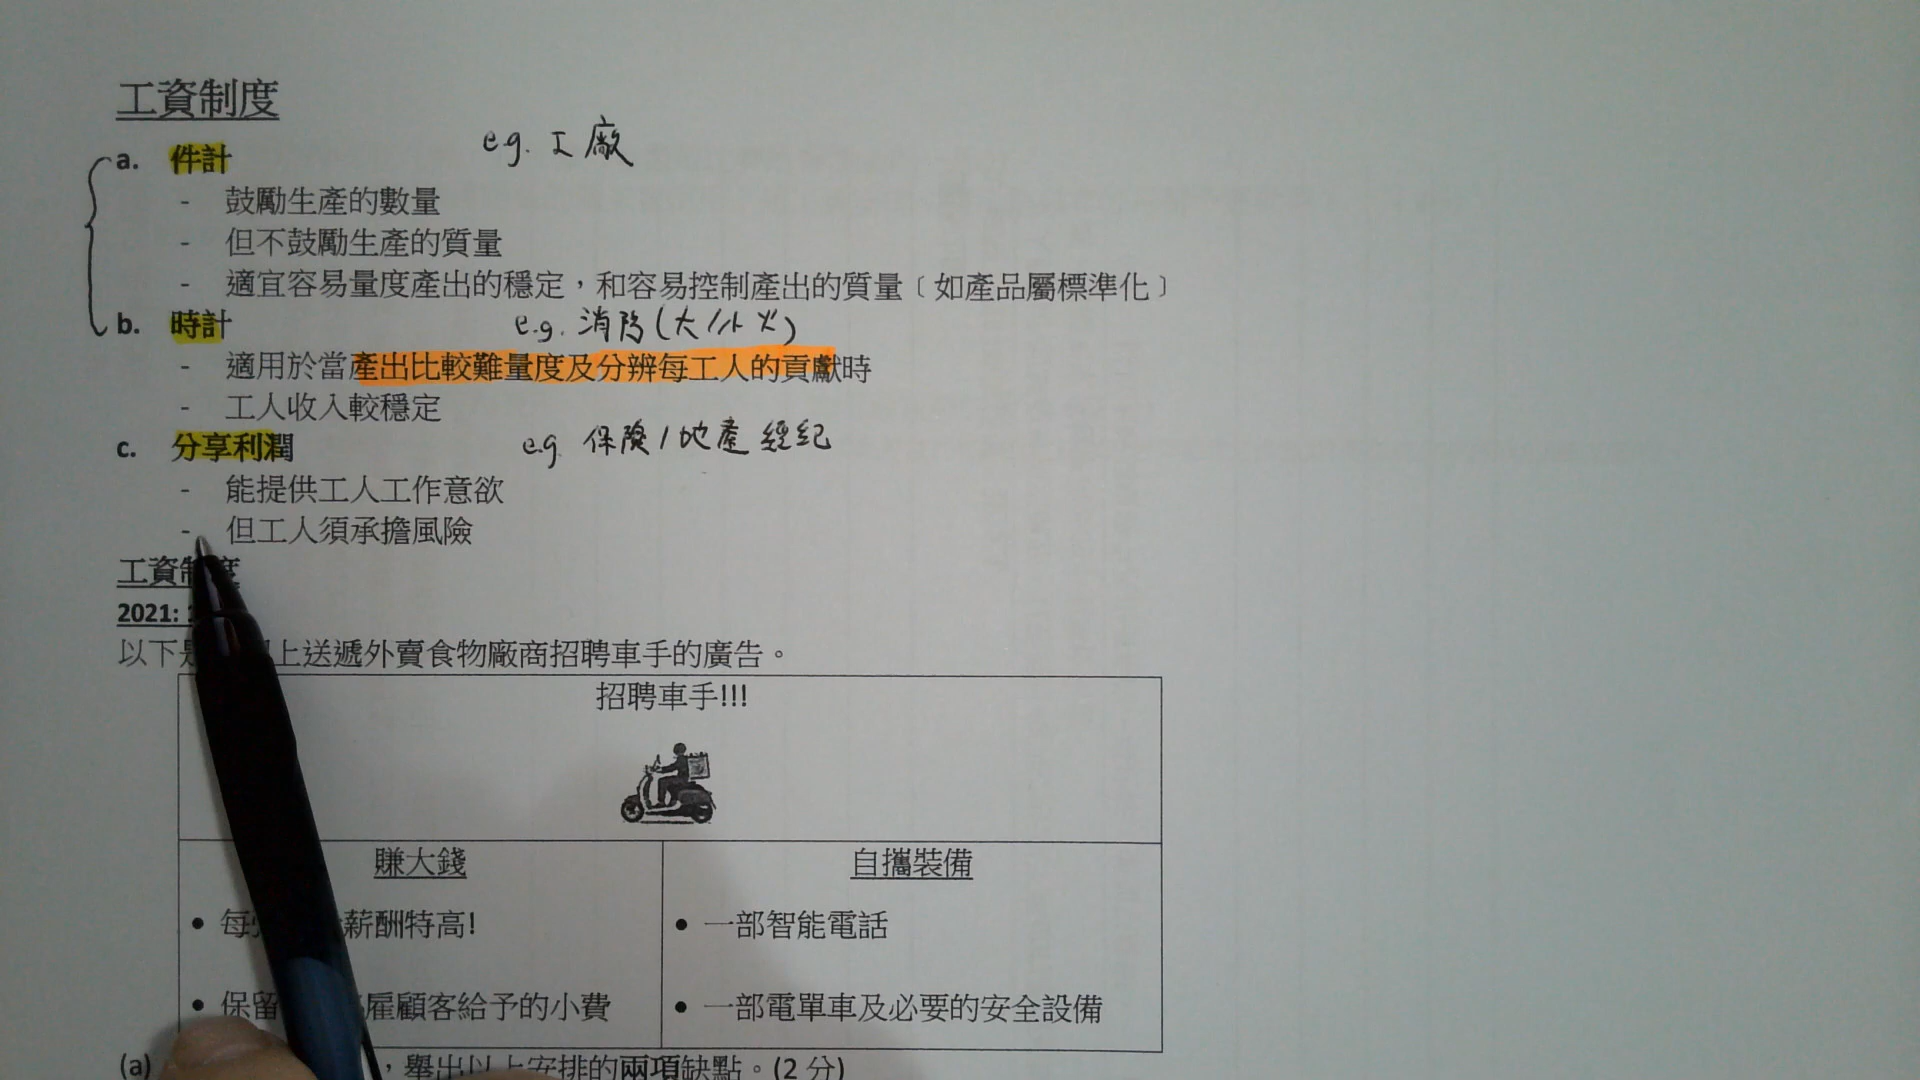 工資制度
e.g. 工廠
a. 件計
- 鼓勵生產的數量
- 但不鼓勵生產的質量
- 適宜容易量度產出的穩定，和容易控制產出的質量﹝如產品屬標準化﹞
b. 時計
e.g. 消防(大/小火)
- 適用於當產出比較難量度及分辨每工人的貢獻時
- 工人收入較穩定
c. 分享利潤
e.g. 保險/地產經紀
- 能提供工人工作意欲
- 但工人須承擔風險
工資制度
2021:
以下是 上送遞外賣食物廠商招聘車手的廣告。
招聘車手!!!
賺大錢
自攜裝備
• 每 薪酬特高!
• 一部智能電話
• 保留 雇顧客給予的小費
• 一部電單車及必要的安全設備
(a) ，舉出以上安排的兩項缺點。(2 分)